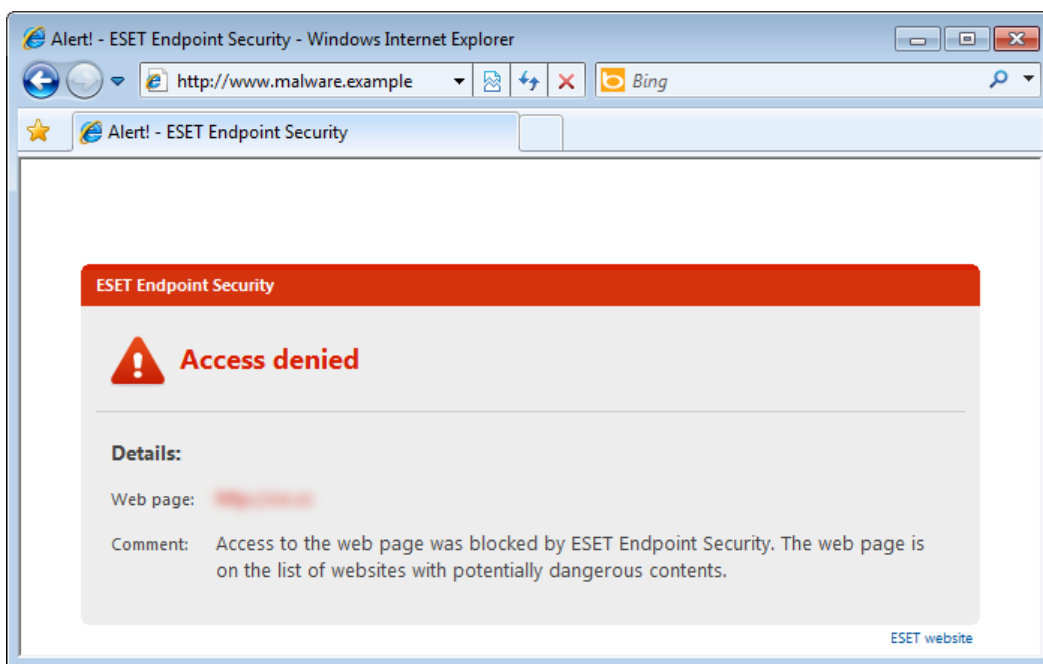 Alert! - ESET Endpoint Security - Windows Internet Explorer
http://www.malware.example
Bing
Alert! - ESET Endpoint Security
ESET Endpoint Security
Access denied
Details:
Web page:
Comment: Access to the web page was blocked by ESET Endpoint Security. The web page is
on the list of websites with potentially dangerous contents.
ESET website